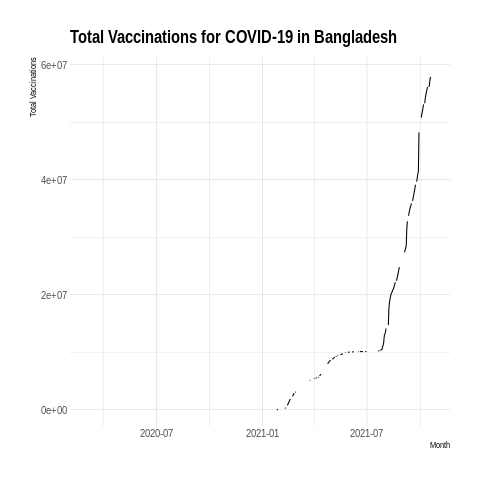 Total Vaccinations for COVID-19 in Bangladesh
Total Vaccinations
6e+07
4e+07
2e+07
0e+00
2020-07
2021-01
2021-07
Month